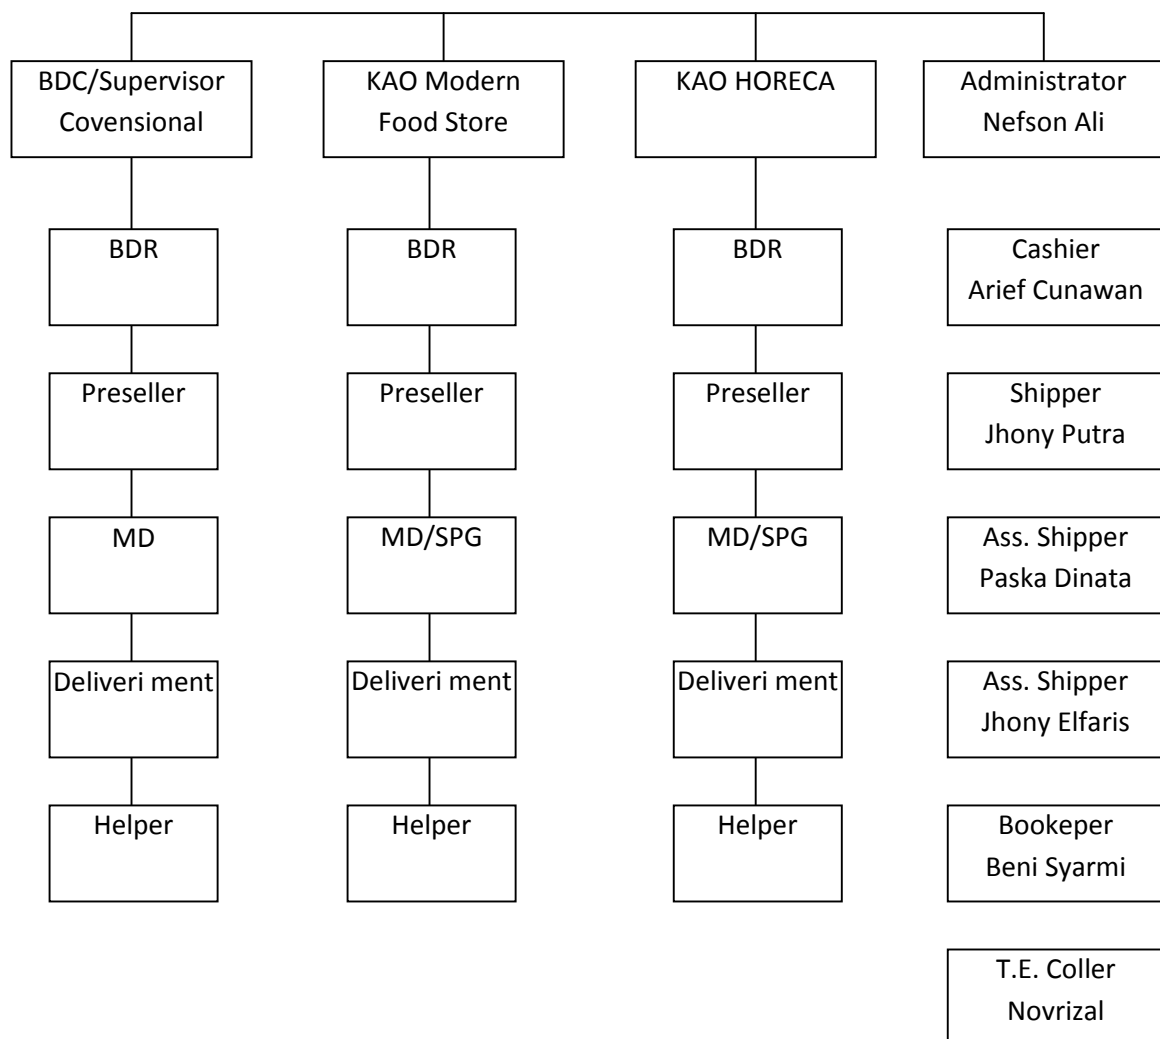 BDC/Supervisor
Covensional
KAO Modern
Food Store
KAO HORECA
Administrator
Nefson Ali
BDR
BDR
BDR
Cashier
Arief Cunawan
Preseller
Preseller
Preseller
Shipper
Jhony Putra
MD
MD/SPG
MD/SPG
Ass. Shipper
Paska Dinata
Deliveri ment
Deliveri ment
Deliveri ment
Ass. Shipper
Jhony Elfaris
Helper
Helper
Helper
Bookeper
Beni Syarmi
T.E. Coller
Novrizal